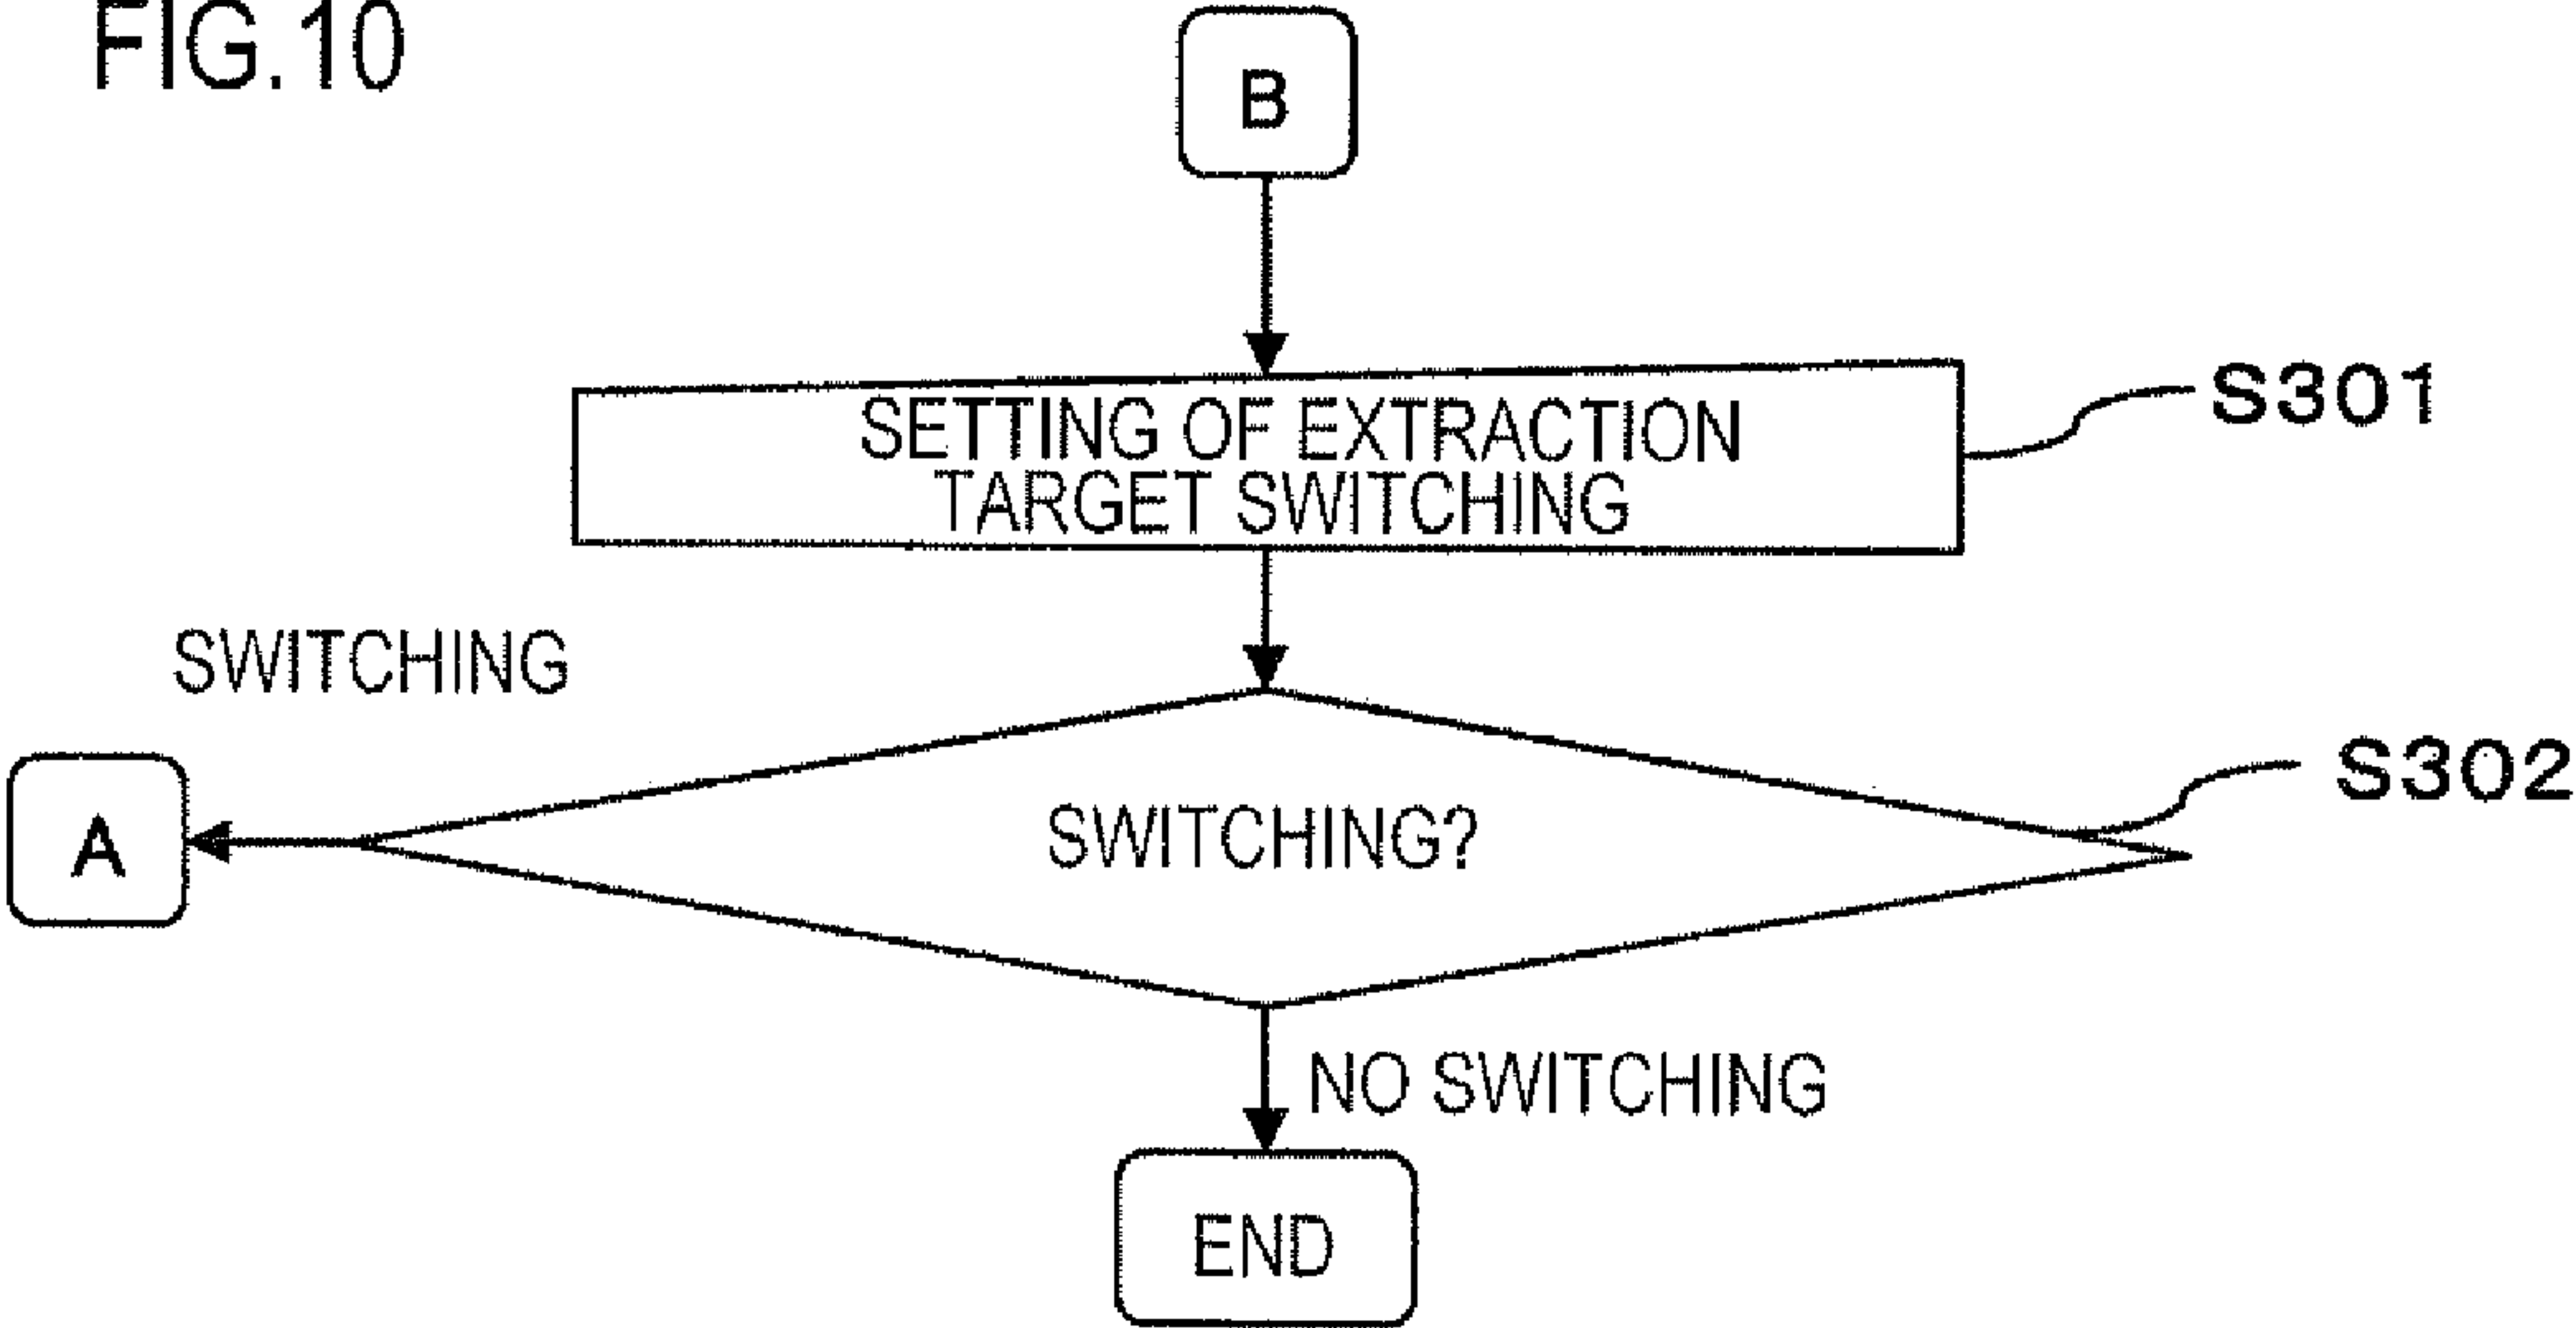 FIG.10
B
SETTING OF EXTRACTION
TARGET SWITCHING
S301
SWITCHING
A
SWITCHING?
S302
NO SWITCHING
END